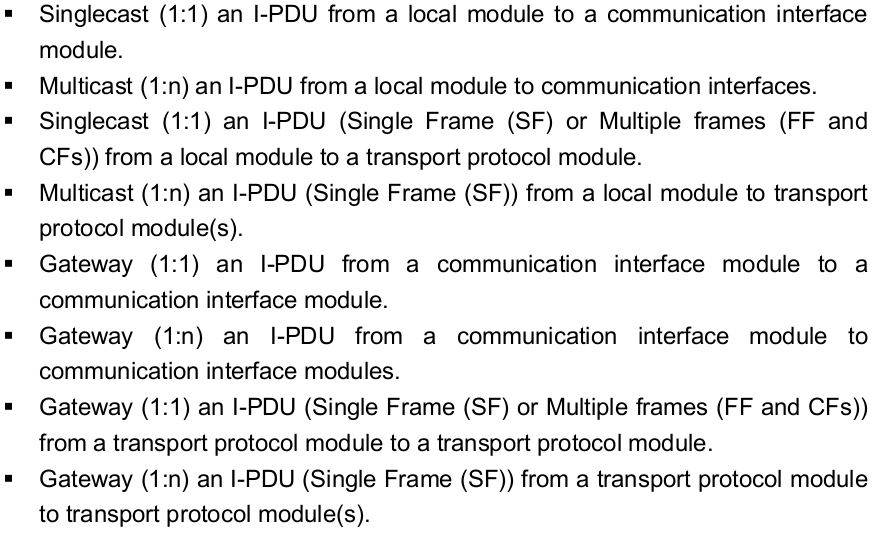 ▪ Singlecast (1:1) an I-PDU from a local module to a communication interface
module.
▪ Multicast (1:n) an I-PDU from a local module to communication interfaces.
▪ Singlecast (1:1) an I-PDU (Single Frame (SF) or Multiple frames (FF and
CFs)) from a local module to a transport protocol module.
▪ Multicast (1:n) an I-PDU (Single Frame (SF)) from a local module to transport
protocol module(s).
▪ Gateway (1:1) an I-PDU from a communication interface module to a
communication interface module.
▪ Gateway (1:n) an I-PDU from a communication interface module to
communication interface modules.
▪ Gateway (1:1) an I-PDU (Single Frame (SF) or Multiple frames (FF and CFs))
from a transport protocol module to a transport protocol module.
▪ Gateway (1:n) an I-PDU (Single Frame (SF)) from a transport protocol module
to transport protocol module(s).